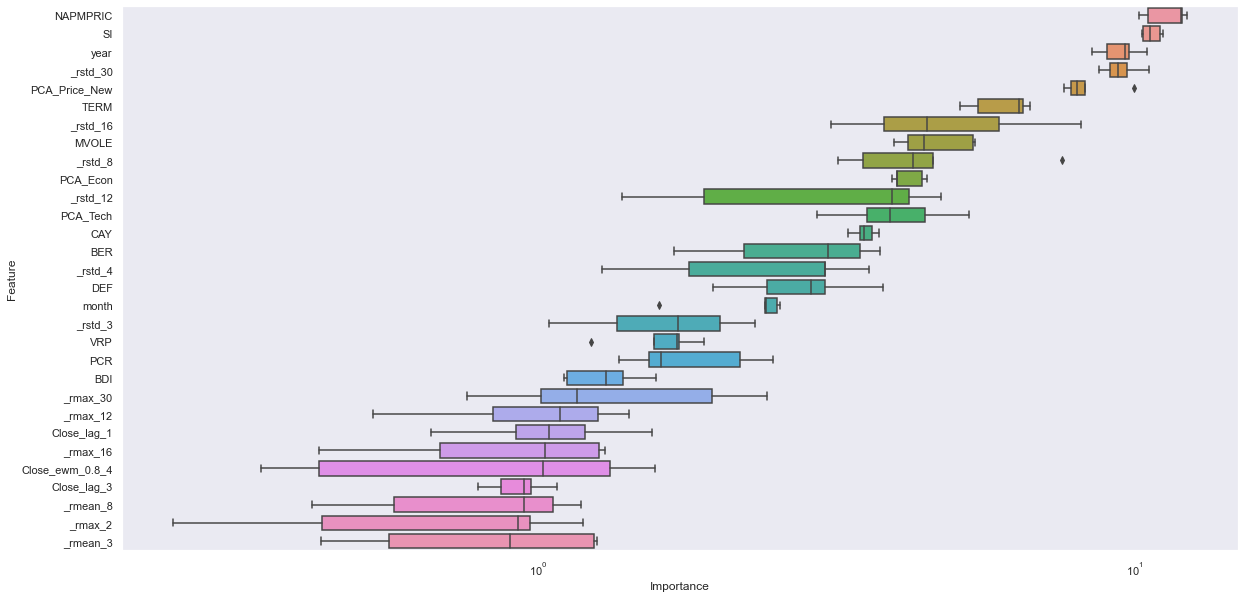 NAPMPRIC
SI
year
_rstd_30
PCA_Price_New
TERM
_rstd_16
MVOLE
_rstd_8
PCA_Econ
_rstd_12
PCA_Tech
CAY
BER
_rstd_4
DEF
month
_rstd_3
VRP
PCR
BDI
_rmax_30
_rmax_12
Close_lag_1
_rmax_16
Close_ewm_0.8_4
Close_lag_3
_rmean_8
_rmax_2
_rmean_3
Feature
10⁰ 10¹
Importance